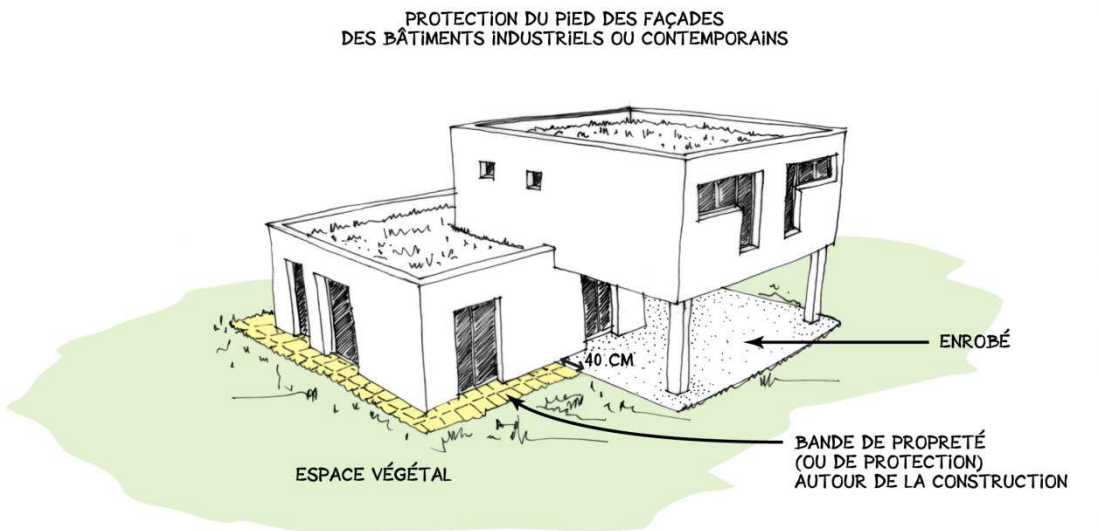 PROTECTION DU PIED DES FAÇADES
DES BÂTIMENTS INDUSTRIELS OU CONTEMPORAINS
40 CM
ENROBÉ
BANDE DE PROPRETÉ
(OU DE PROTECTION)
AUTOUR DE LA CONSTRUCTION
ESPACE VÉGÉTAL